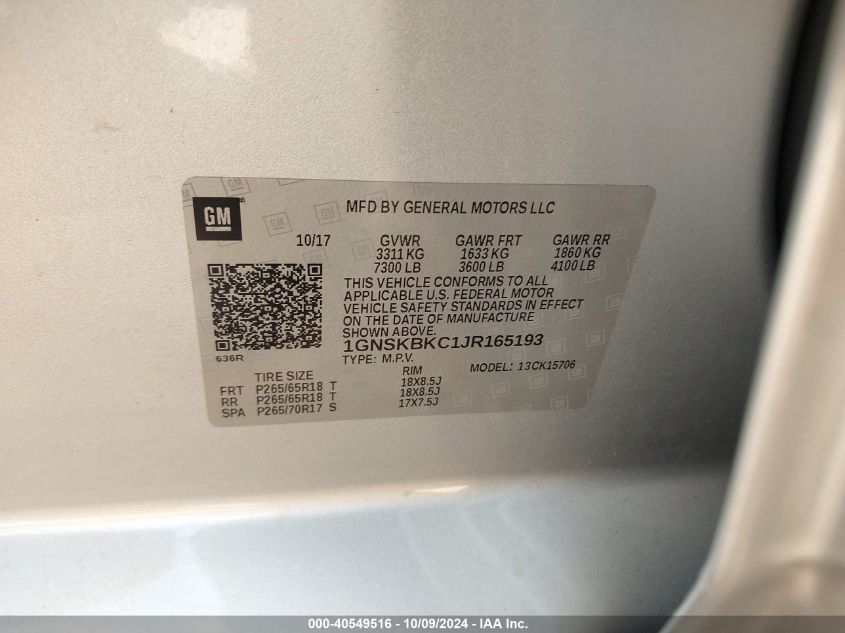 GM ®
MFD BY GENERAL MOTORS LLC
10/17 GVWR GAWR FRT GAWR RR
3311 KG 1633 KG 1860 KG
7300 LB 3600 LB 4100 LB
THIS VEHICLE CONFORMS TO ALL
APPLICABLE U.S. FEDERAL MOTOR
VEHICLE SAFETY STANDARDS IN EFFECT
ON THE DATE OF MANUFACTURE
SHOWN ABOVE.
636R
1GNSKBKC1JR165193
TYPE: M.P.V. MODEL: 13CK15706
TIRE SIZE RIM
FRT P265/65R18 T 18X8.5J
RR P265/65R18 T 18X8.5J
SPA P265/70R17 S 17X7.5J
000-40549516 - 10/09/2024 - IAA Inc.